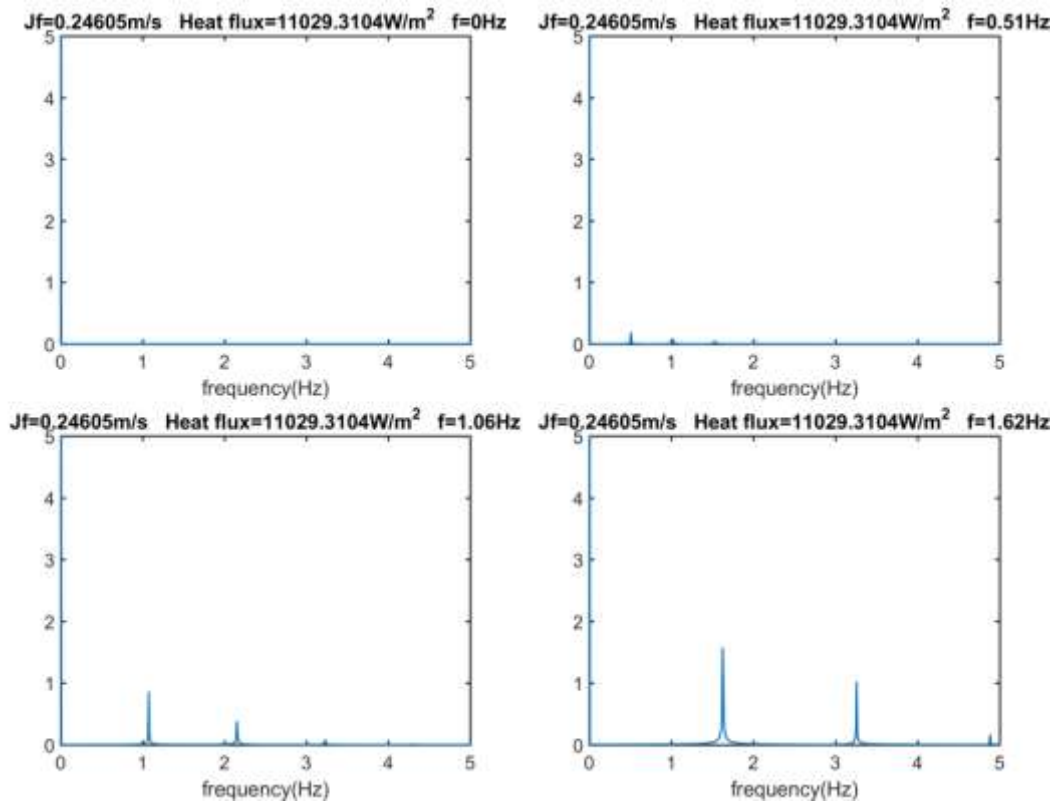 Jf=0.24605m/s Heat flux=11029.3104W/m² f=0Hz
5
4
3
2
1
0
0 1 2 3 4 5
frequency(Hz)
Jf=0.24605m/s Heat flux=11029.3104W/m² f=0.51Hz
5
4
3
2
1
0
0 1 2 3 4 5
frequency(Hz)
Jf=0.24605m/s Heat flux=11029.3104W/m² f=1.06Hz
5
4
3
2
1
0
0 1 2 3 4 5
frequency(Hz)
Jf=0.24605m/s Heat flux=11029.3104W/m² f=1.62Hz
5
4
3
2
1
0
0 1 2 3 4 5
frequency(Hz)